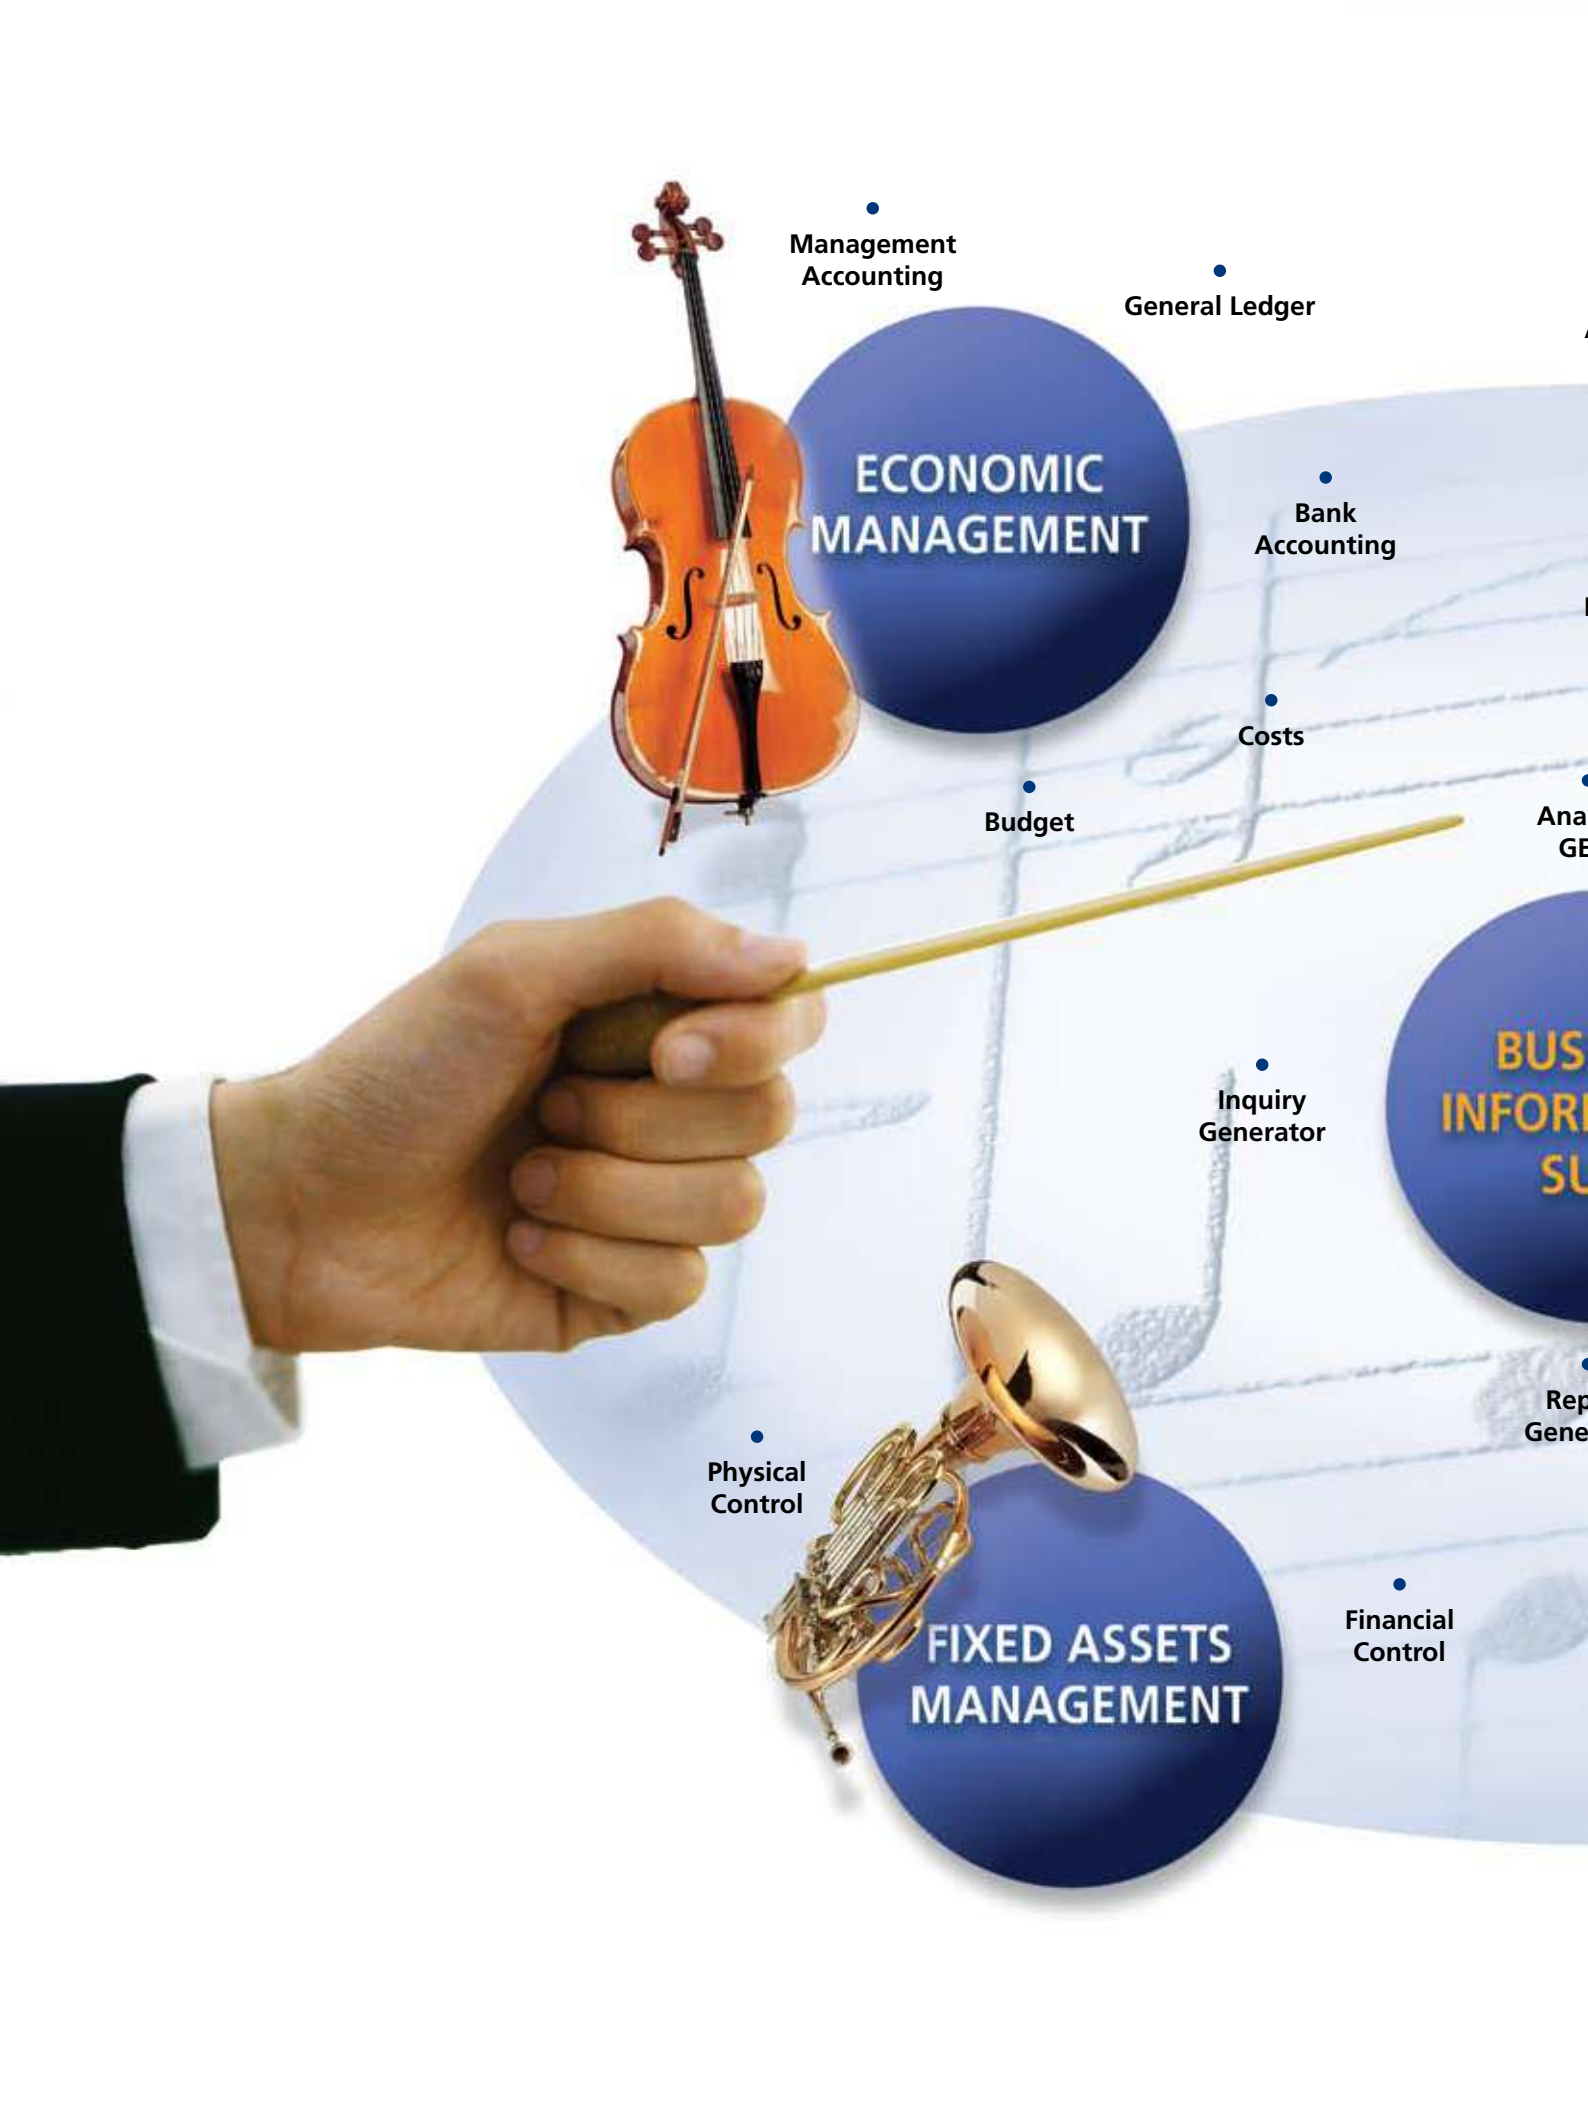 Management
Accounting
General Ledger
ECONOMIC
MANAGEMENT
Bank
Accounting
Costs
Budget
Inquiry
Generator
Physical
Control
Financial
Control
FIXED ASSETS
MANAGEMENT